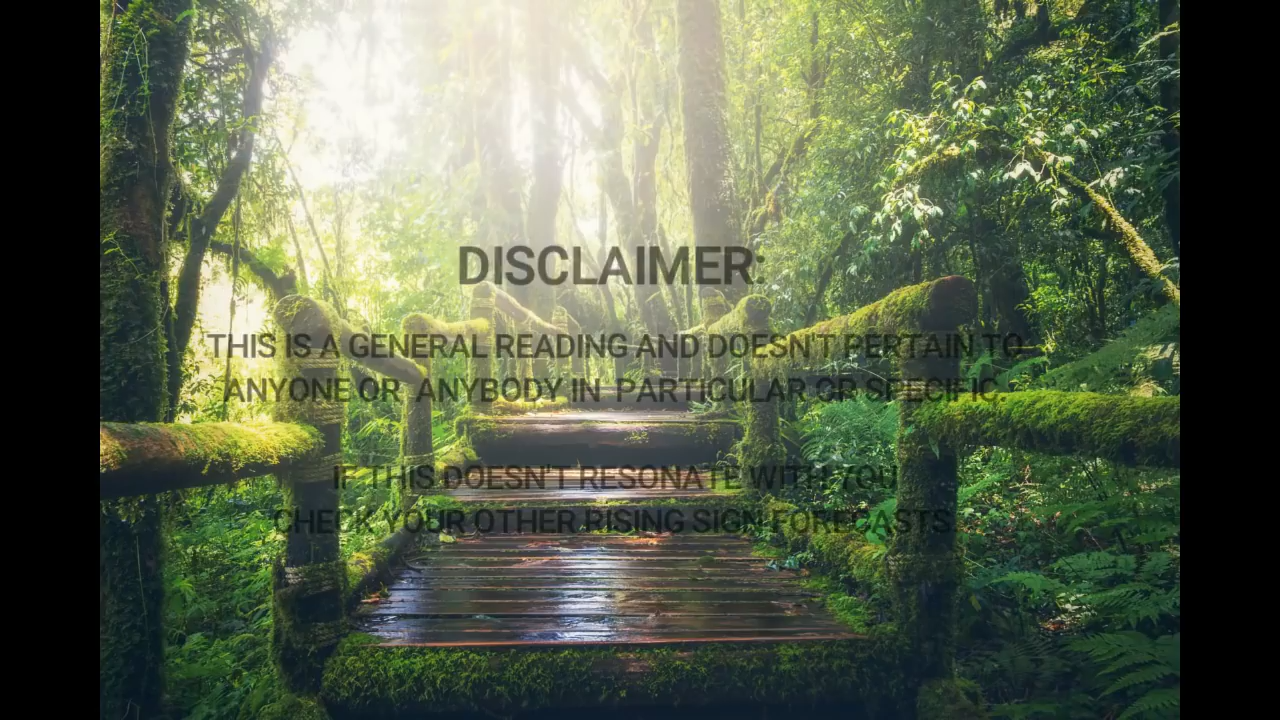 DISCLAIMER:
THIS IS A GENERAL READING AND DOESN'T PERTAIN TO
ANYONE OR ANYBODY IN PARTICULAR OR SPECIFIC.
IF THIS DOESN'T RESONATE WITH YOU
CHECK YOUR OTHER RISING SIGN FORECASTS